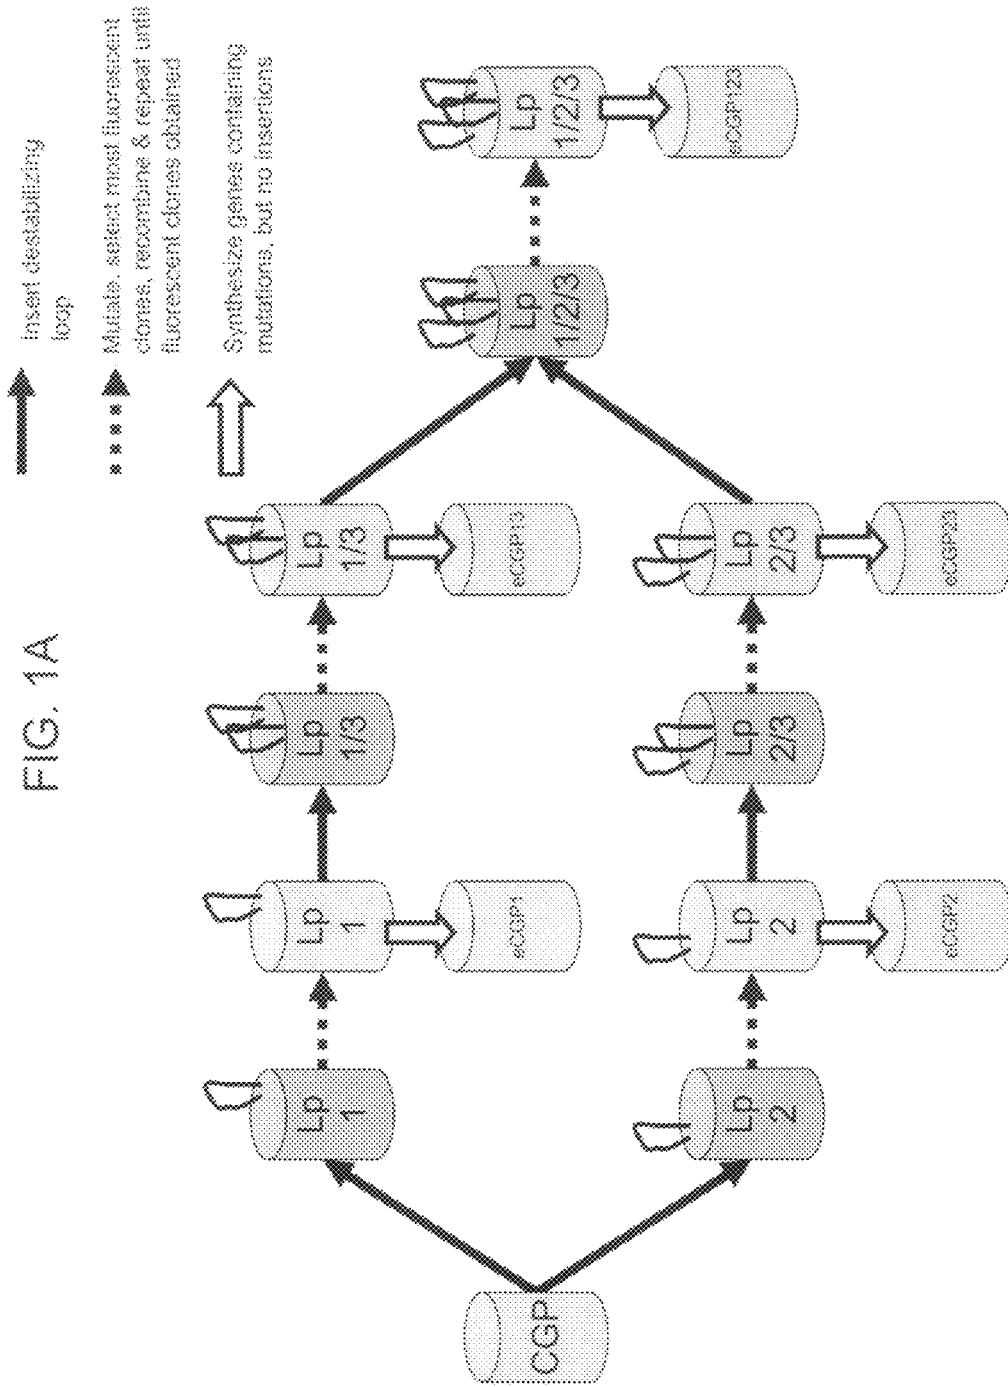 FIG. 1A
Insert destabilizing
loop
Mutate, select most fluorescent
clones, recombine & repeat until
fluorescent clones obtained
Synthesize genes containing
mutations, but no insertions
CGP
Lp
1
Lp
1
eCGP1
Lp
1/3
Lp
1/3
eCGP13
Lp
2
Lp
2
eCGP2
Lp
2/3
Lp
2/3
eCGP23
Lp
1/2/3
Lp
1/2/3
eCGP123